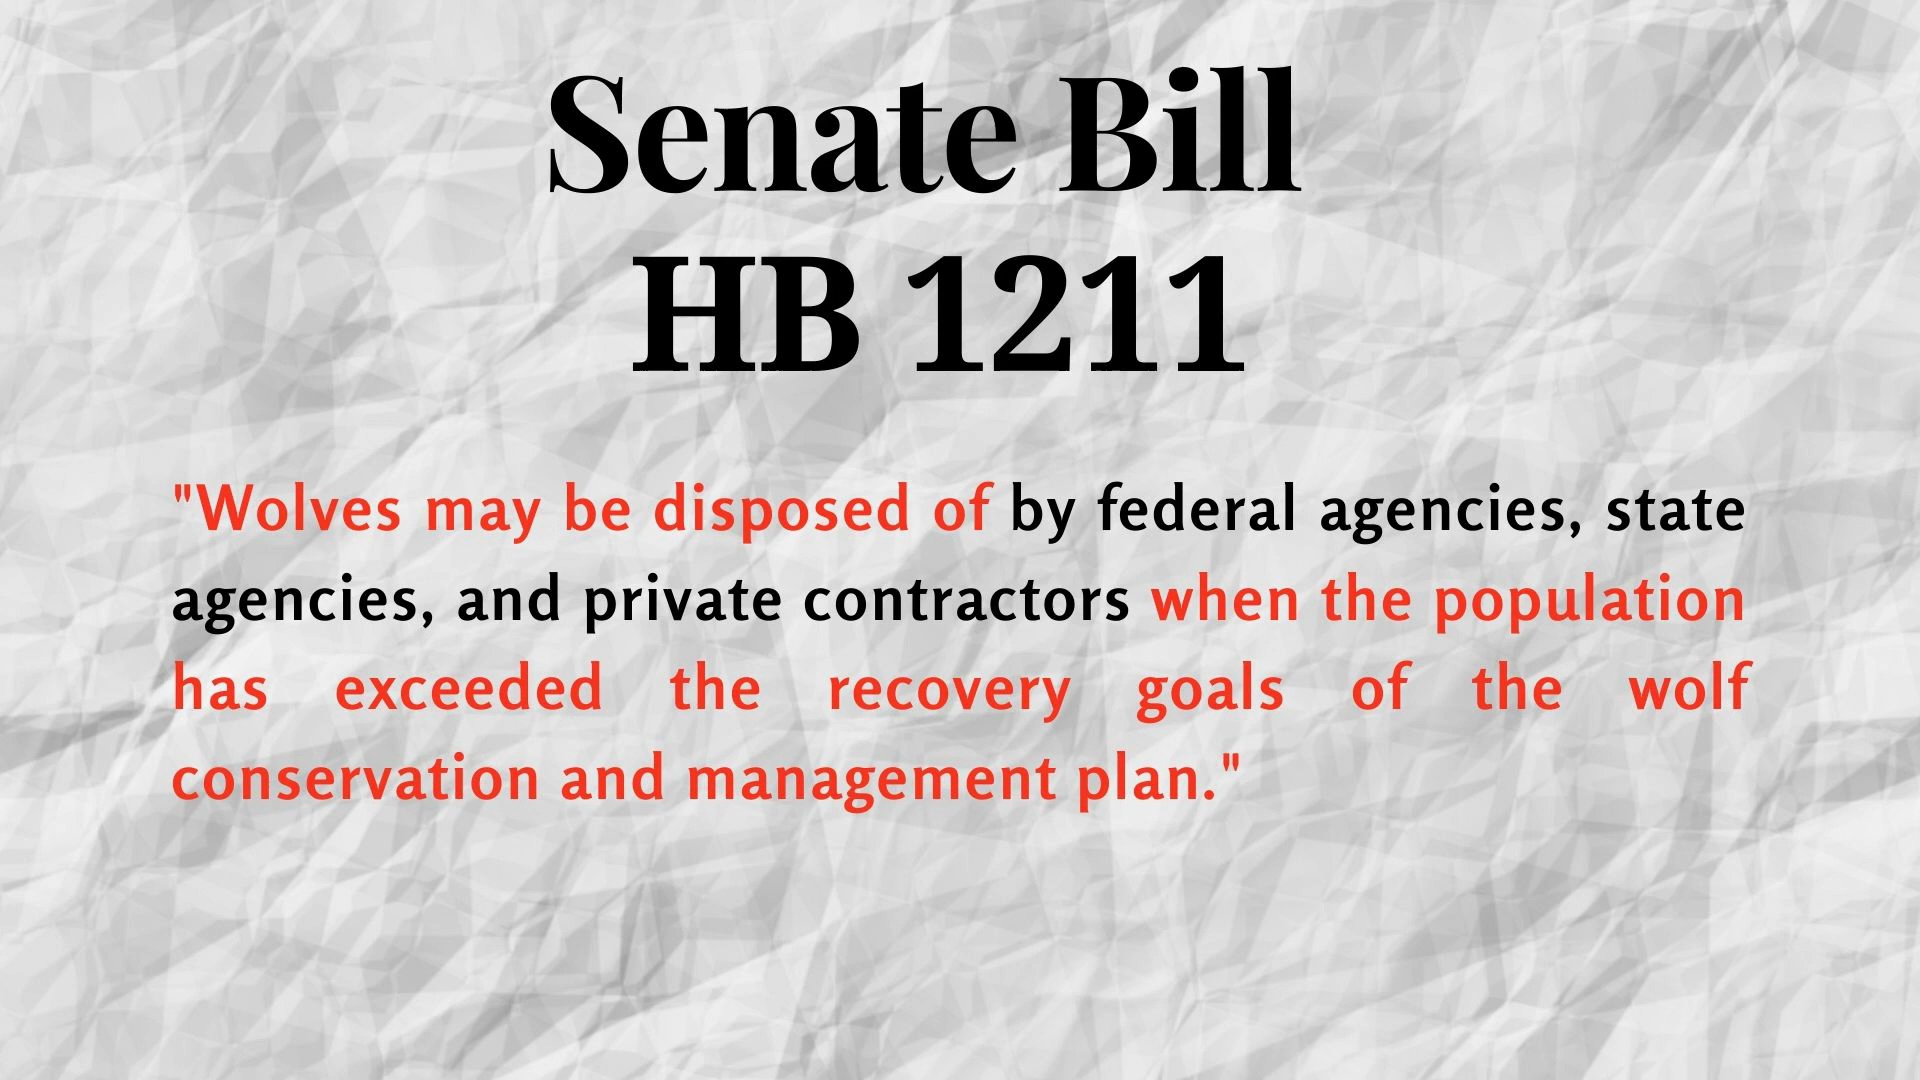 Senate Bill
HB 1211
"Wolves may be disposed of by federal agencies, state
agencies, and private contractors when the population
has exceeded the recovery goals of the wolf
conservation and management plan."